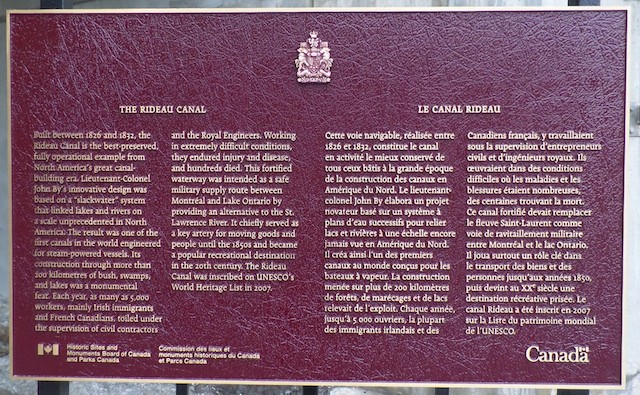 THE RIDEAU CANAL
Built between 1826 and 1832, the
Rideau Canal is the best-preserved,
fully operational example from
North America's great canal-
building era. Lieutenant-Colonel
John By's innovative design was
based on a "slackwater" system
that linked lakes and rivers on
a scale unprecedented in North
America. The result was one of the
first canals in the world engineered
for steam-powered vessels. Its
construction through more than
200 kilometres of bush, swamps,
and lakes was a monumental
feat. Each year, as many as 5,000
workers, mainly Irish immigrants
and French Canadians, toiled under
the supervision of civil contractors
and the Royal Engineers. Working
in extremely difficult conditions,
they endured injury and disease,
and hundreds died. This fortified
waterway was intended as a safe
military supply route between
Montréal and Lake Ontario by
providing an alternative to the St.
Lawrence River. It chiefly served as
a key artery for moving goods and
people until the 1850s and became
a popular recreational destination
in the 20th century. The Rideau
Canal was inscribed on UNESCO's
World Heritage List in 2007.
LE CANAL RIDEAU
Cette voie navigable, réalisée entre
1826 et 1832, constitue le canal
en activité le mieux conservé de
tous ceux bâtis à la grande époque
de la construction des canaux en
Amérique du Nord. Le lieutenant-
colonel John By élabora un projet
novateur basé sur un système à
plans d'eau successifs pour relier
lacs et rivières à une échelle encore
jamais vue en Amérique du Nord.
Il créa ainsi l'un des premiers
canaux au monde conçus pour les
bateaux à vapeur. La construction
menée sur plus de 200 kilomètres
de forêts, de marécages et de lacs
relevait de l'exploit. Chaque année,
jusqu'à 5 000 ouvriers, la plupart
des immigrants irlandais et des
Canadiens français, y travaillaient
sous la supervision d'entrepreneurs
civils et d'ingénieurs royaux. Ils
œuvraient dans des conditions
difficiles où les maladies et les
blessures étaient nombreuses,
des centaines trouvant la mort.
Ce canal fortifié devait remplacer
le fleuve Saint-Laurent comme
voie de ravitaillement militaire
entre Montréal et le lac Ontario.
Il joua surtout un rôle clé dans
le transport des biens et des
personnes jusqu'aux années 1850,
puis devint au XXe siècle une
destination récréative prisée. Le
canal Rideau a été inscrit en 2007
sur la Liste du patrimoine mondial
de l'UNESCO.
Historic Sites and
Monuments Board of Canada
and Parks Canada
Commission des lieux et
monuments historiques du Canada
et Parcs Canada
Canada